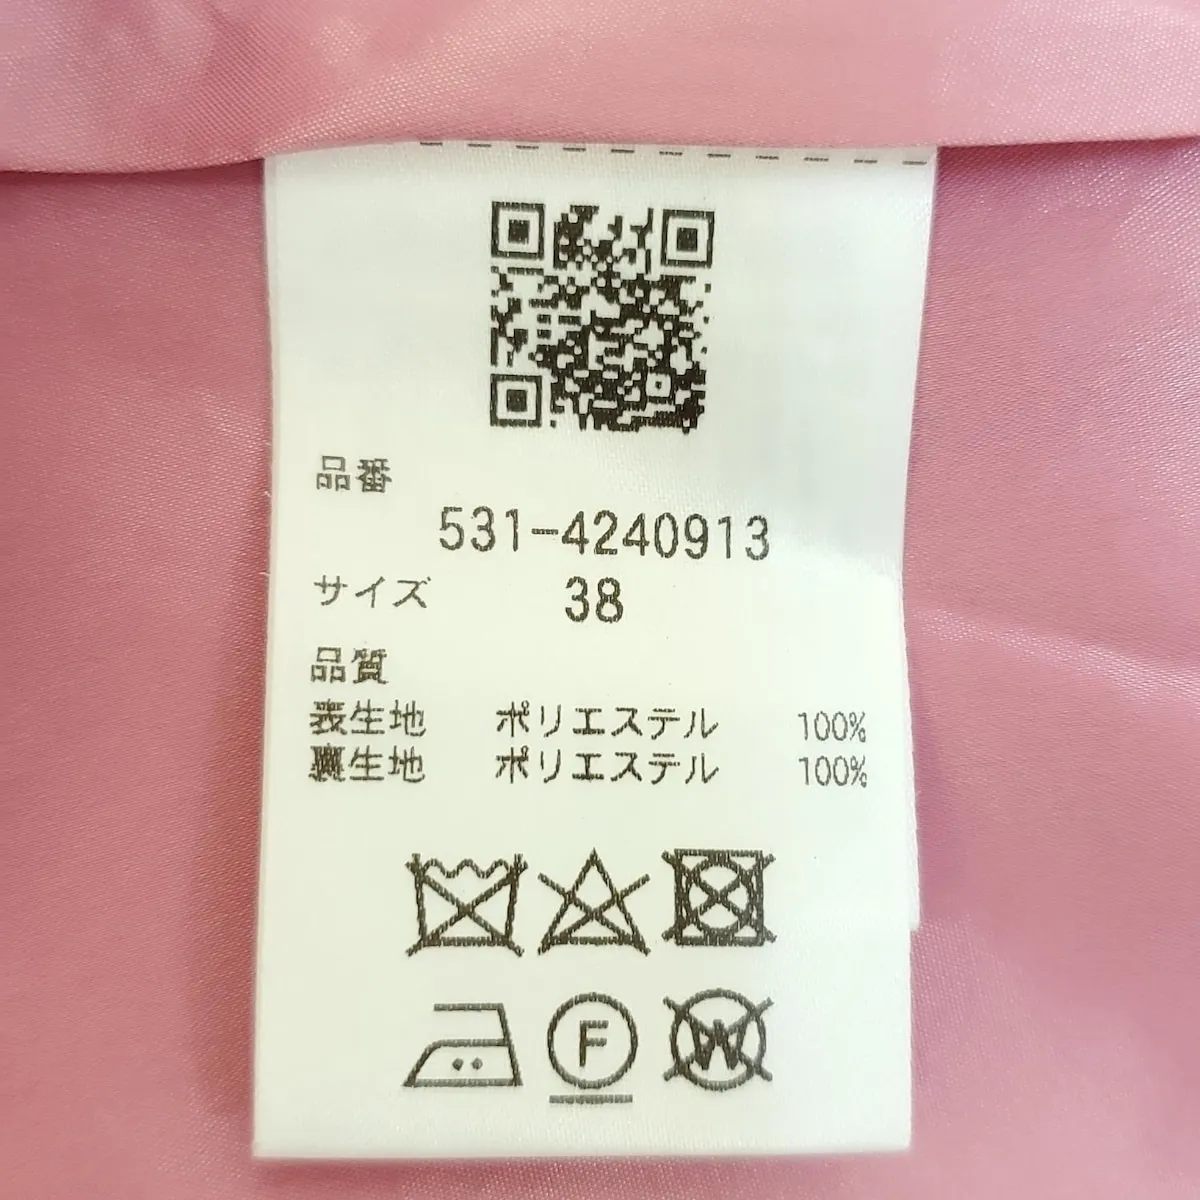 品番
531-4240913
サイズ 38
品質
表生地 ポリエステル 100%
裏生地 ポリエステル 100%
F
W